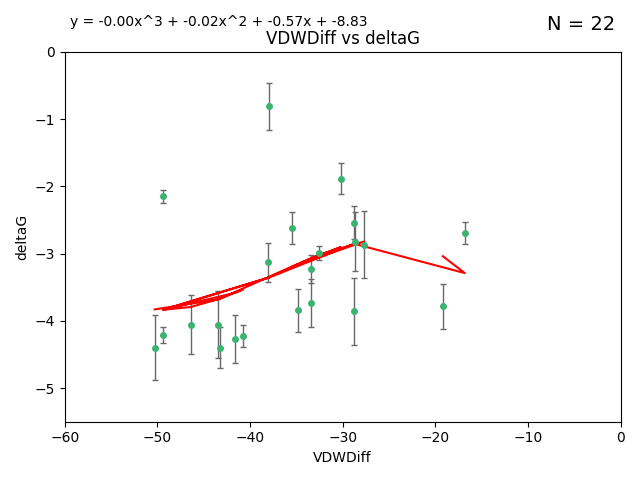 y = -0.00x^3 + -0.02x^2 + -0.57x + -8.83
N = 22
VDWDiff vs deltaG
0
−1
−2
−3
−4
−5
deltaG
−60 −50 −40 −30 −20 −10 0
VDWDiff